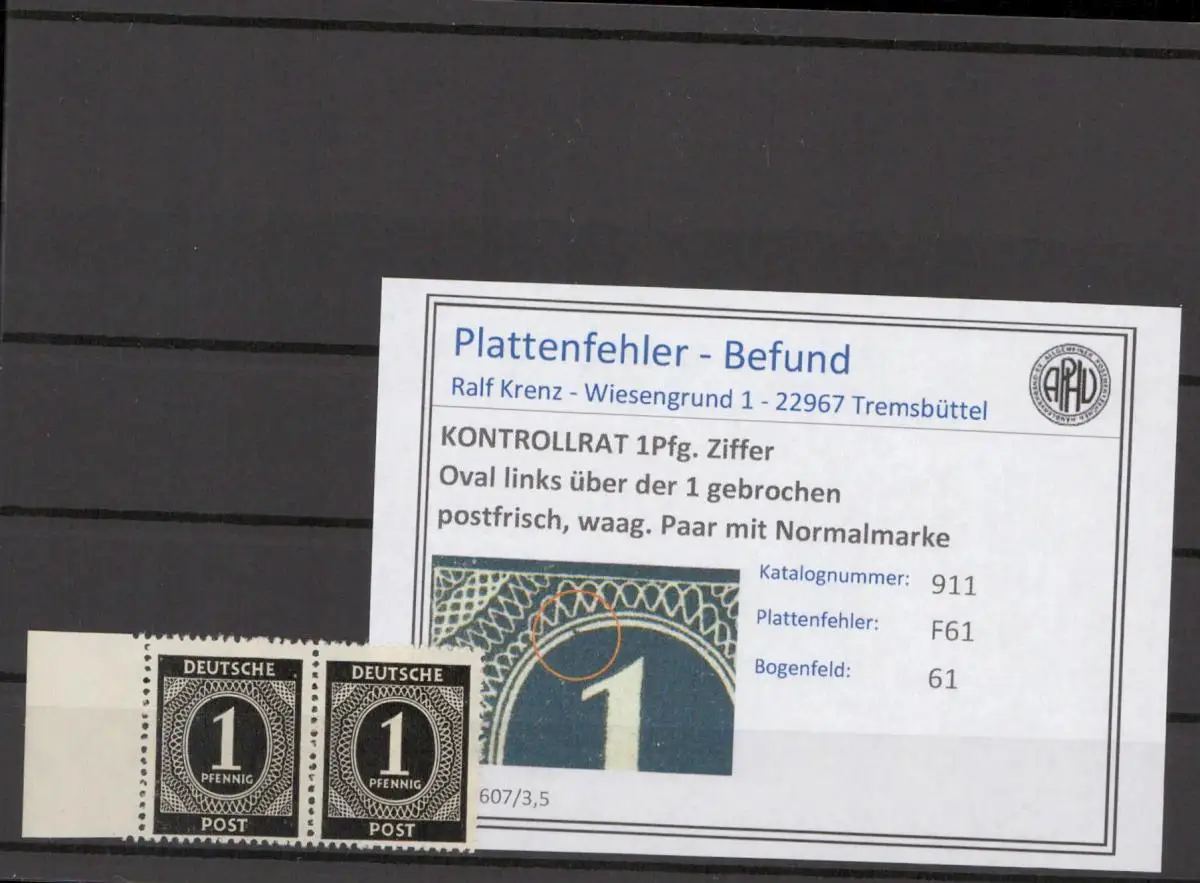 Plattenfehler - Befund
Ralf Krenz - Wiesengrund 1 - 22967 Tremsbüttel
APHV
KONTROLLRAT 1Pfg. Ziffer
Oval links über der 1 gebrochen
postfrisch, waag. Paar mit Normalmarke
Katalognummer: 911
Plattenfehler: F61
Bogenfeld: 61
1
607/3,5
DEUTSCHE
1
PFENNIG
POST
DEUTSCHE
1
PFENNIG
POST